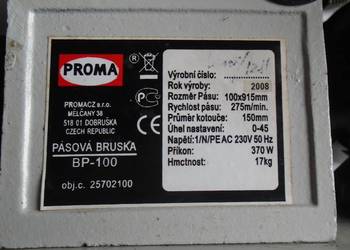 PROMA
®
PROMACZ s.r.o.
MELČANY 38
518 01 DOBRUŠKA
CZECH REPUBLIC
PÁSOVÁ BRUSKA
BP-100
obj.c. 25702100
Výrobní číslo:
Rok výroby: 2008
Rozměr Pásu: 100x915mm
Rychlost pásu: 275m/min.
Průměr kotouče: 150mm
Úhel nastavení: 0-45
Napětí:1/N/PE AC 230V 50 Hz
Příkon: 370 W
Hmctnost: 17kg